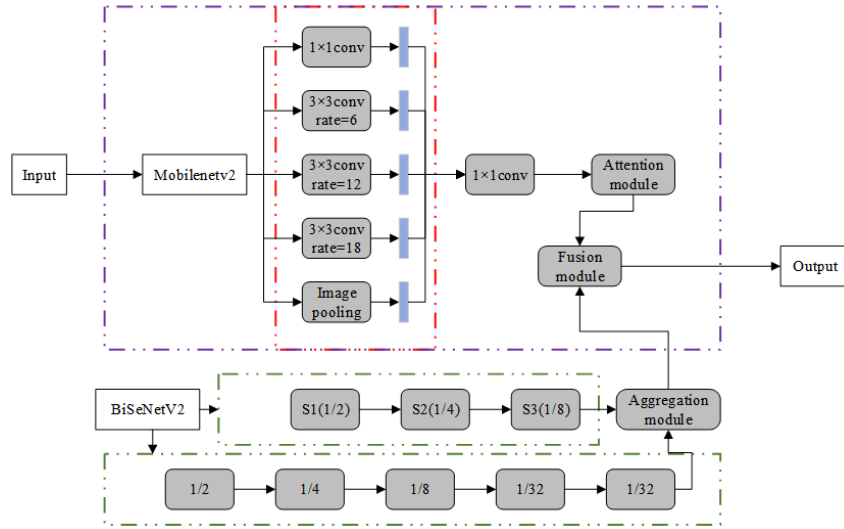 1×1conv
3×3conv
rate=6
Input
Mobilenetv2
3×3conv
rate=12
1×1conv
Attention
module
3×3conv
rate=18
Fusion
module
Output
Image
pooling
BiSeNetV2
S1(1/2)
S2(1/4)
S3(1/8)
Aggregation
module
1/2
1/4
1/8
1/32
1/32